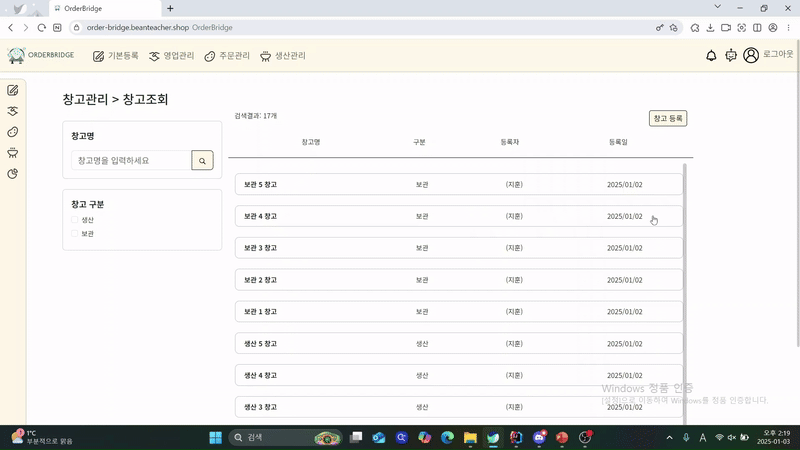 OrderBridge
order-bridge.beanteacher.shop OrderBridge
ORDERBRIDGE 기본등록 영업관리 주문관리 생산관리 로그아웃
창고관리 > 창고조회
검색결과: 17개
창고 등록
창고명
창고명을 입력하세요
창고 구분
생산
보관
창고명 구분 등록자 등록일
보관 5 창고 보관 (지훈) 2025/01/02
보관 4 창고 보관 (지훈) 2025/01/02
보관 3 창고 보관 (지훈) 2025/01/02
보관 2 창고 보관 (지훈) 2025/01/02
보관 1 창고 보관 (지훈) 2025/01/02
생산 5 창고 생산 (지훈) 2025/01/02
생산 4 창고 생산 (지훈) 2025/01/02
생산 3 창고 생산 (지훈) 2025/01/02
Windows 정품 인증
[설정]으로 이동하여 Windows를 정품 인증합니다.
1°C
부분적으로 맑음
검색
A
오후 2:19
2025-01-03